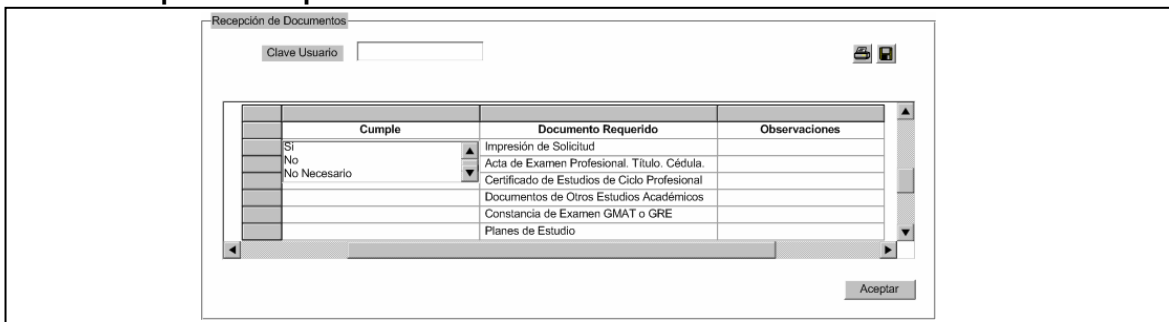 Recepción de Documentos
Clave Usuario
Cumple Documento Requerido Observaciones
Si Impresión de Solicitud
No Acta de Examen Profesional. Título. Cédula.
No Necesario Certificado de Estudios de Ciclo Profesional
Documentos de Otros Estudios Académicos
Constancia de Examen GMAT o GRE
Planes de Estudio
Aceptar